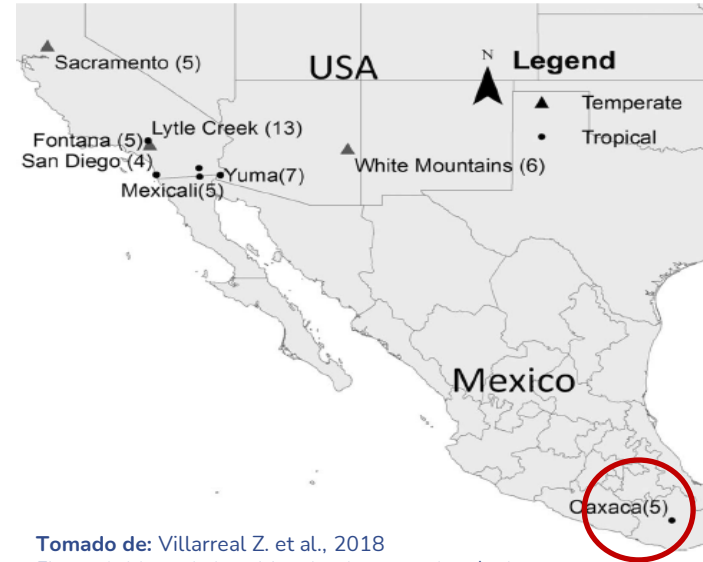 Sacramento (5)
USA
N
Legend
Temperate
Tropical
Fontana (5)
Lytle Creek (13)
San Diego (4)
White Mountains (6)
Mexicali(5)
Yuma(7)
Mexico
Oaxaca(5)
Tomado de: Villarreal Z. et al., 2018